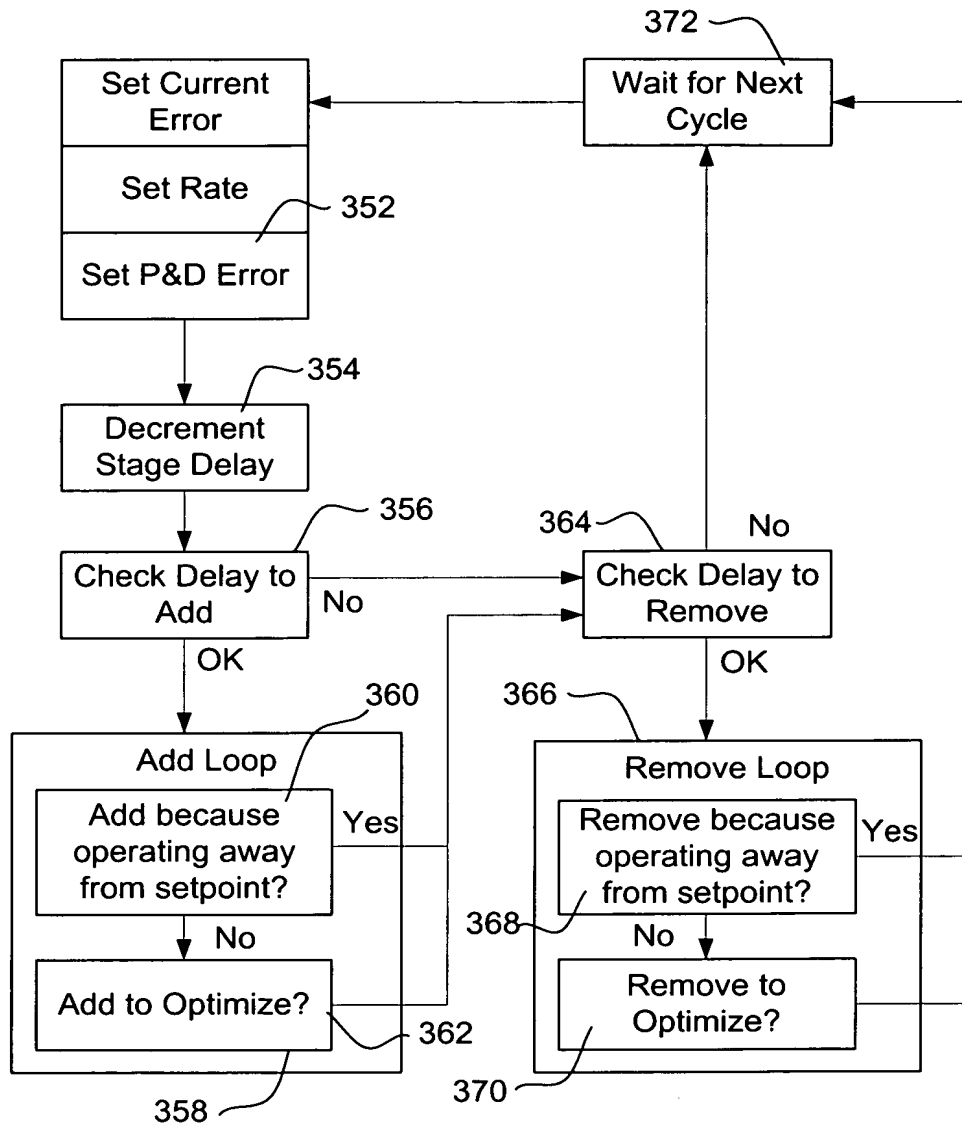 372
Set Current
Error
Wait for Next
Cycle
Set Rate
352
Set P&D Error
354
Decrement
Stage Delay
356
364
No
Check Delay to
Add
No
Check Delay to
Remove
OK
OK
360
366
Add Loop
Remove Loop
Add because
operating away
from setpoint?
Yes
Remove because
operating away
from setpoint?
Yes
368
No
No
Add to Optimize?
362
Remove to
Optimize?
358
370